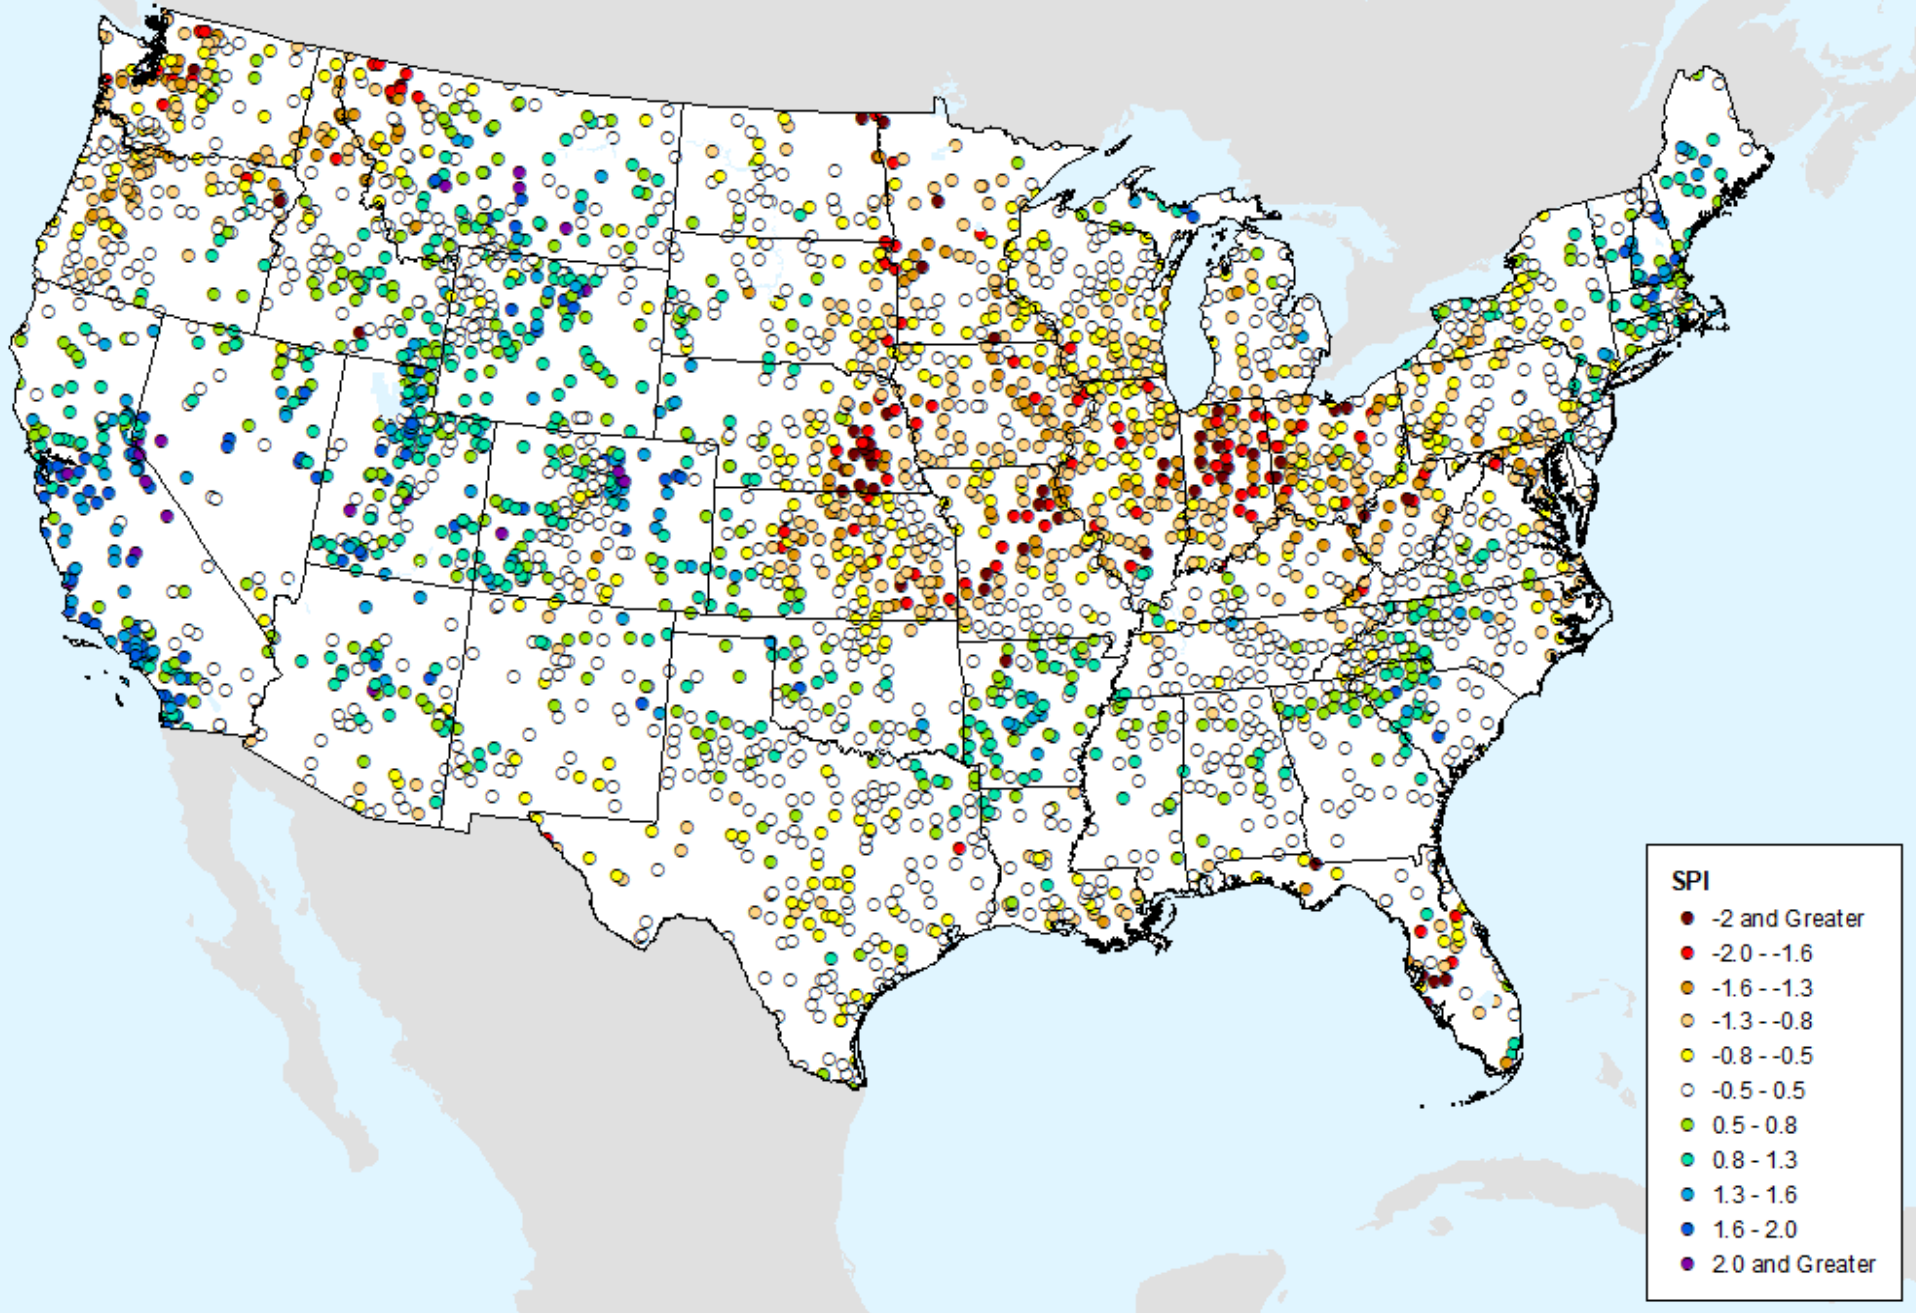 SPI
-2 and Greater
-2.0 - -1.6
-1.6 - -1.3
-1.3 - -0.8
-0.8 - -0.5
-0.5 - 0.5
0.5 - 0.8
0.8 - 1.3
1.3 - 1.6
1.6 - 2.0
2.0 and Greater